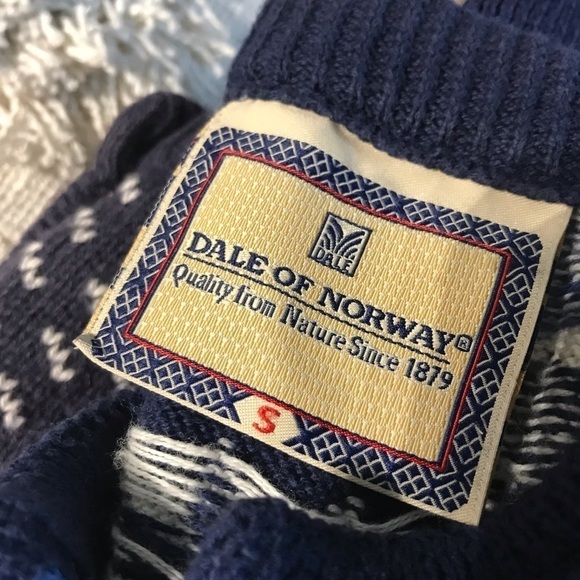 DALE
DALE OF NORWAY®
Quality from Nature Since 1879
S